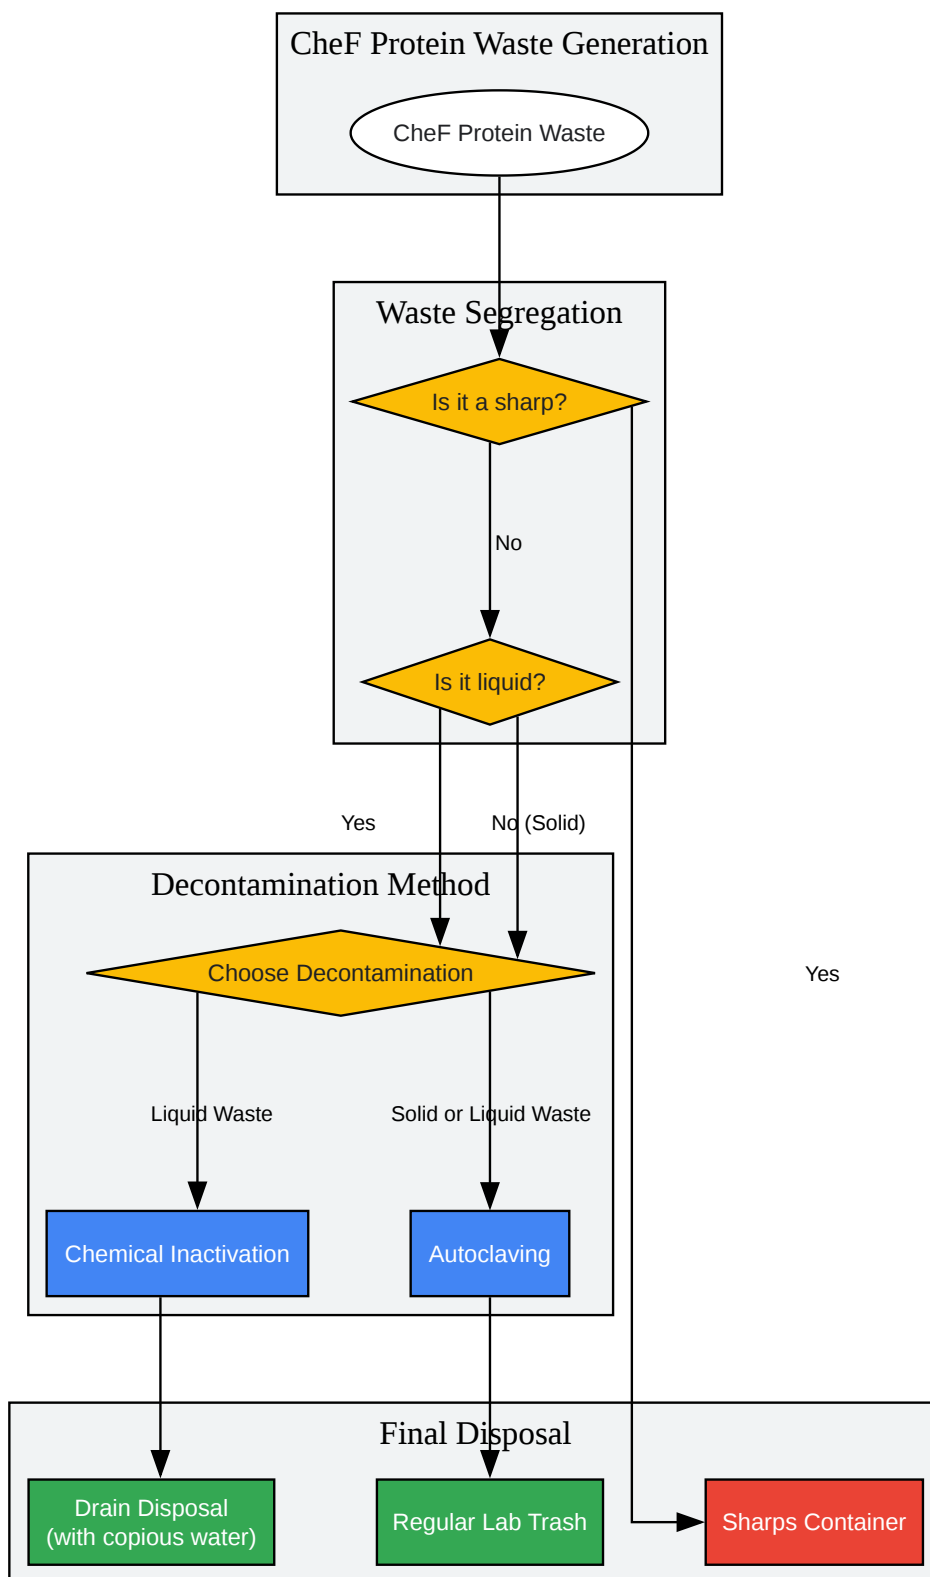 CheF Protein Waste Generation
CheF Protein Waste
Waste Segregation
Is it a sharp?
No
Is it liquid?
Yes
No (Solid)
Decontamination Method
Choose Decontamination
Yes
Liquid Waste
Solid or Liquid Waste
Chemical Inactivation
Autoclaving
Final Disposal
Drain Disposal
(with copious water)
Regular Lab Trash
Sharps Container